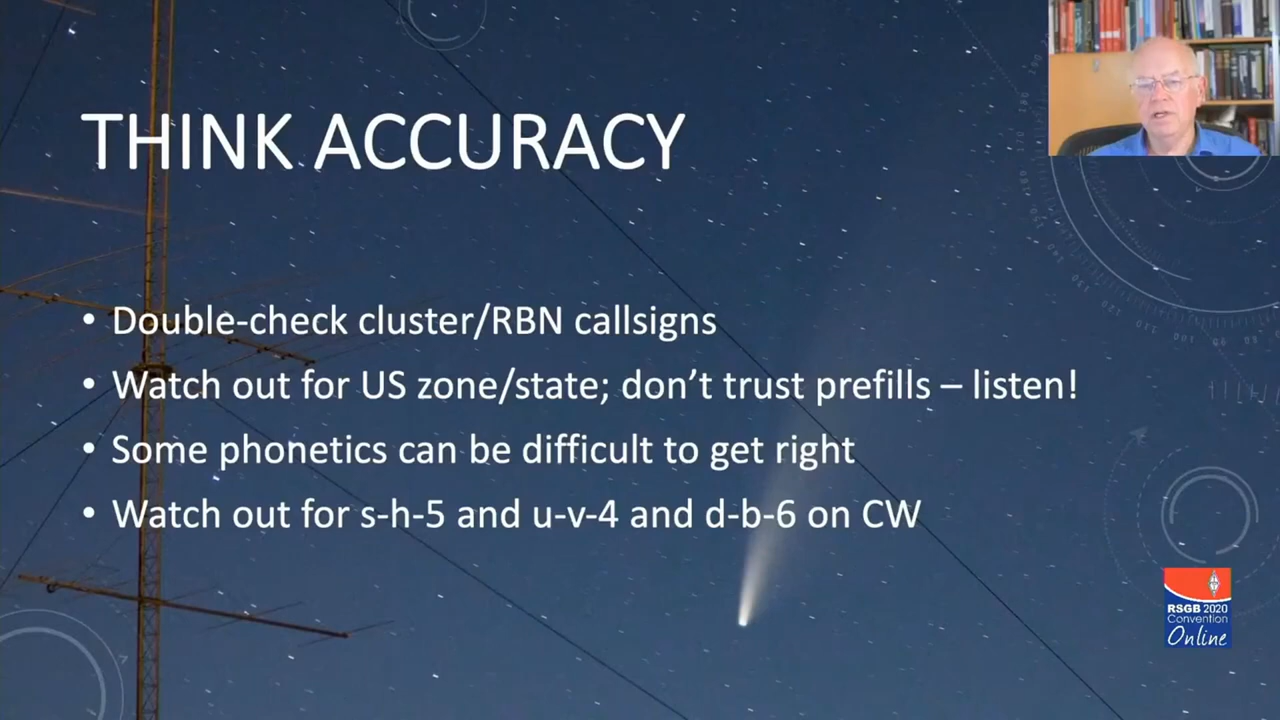 THINK ACCURACY
• Double-check cluster/RBN callsigns
• Watch out for US zone/state; don’t trust prefills – listen!
• Some phonetics can be difficult to get right
• Watch out for s-h-5 and u-v-4 and d-b-6 on CW
RSGB 2020
Convention
Online